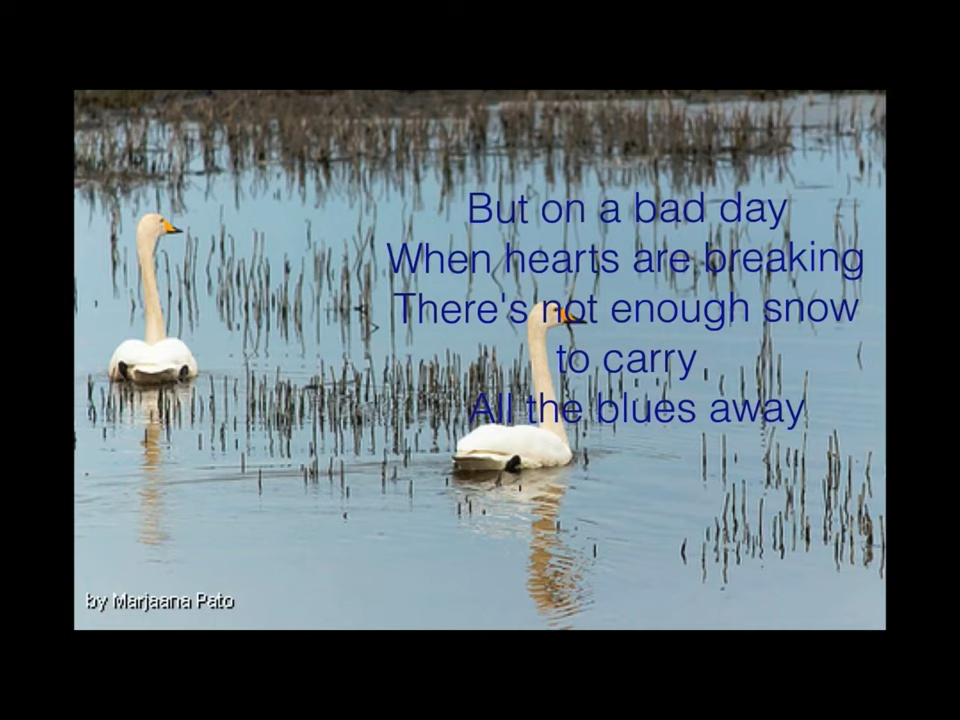 But on a bad day
When hearts are breaking
There's not enough snow
to carry
All the blues away
by Marjaana Pato